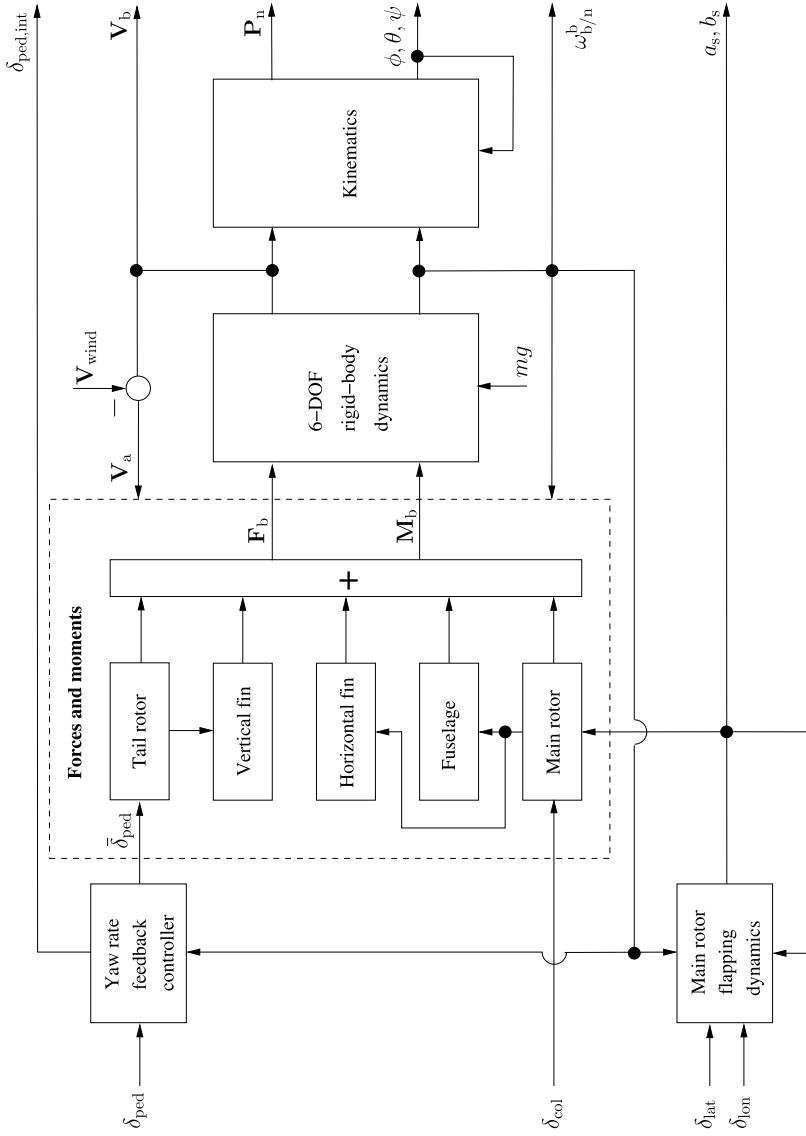 δped,int
Vb
Pn
ϕ, θ, ψ
ω^b_b/n
as, bs
Kinematics
Vwind
−
Va
6−DOF
rigid−body
dynamics
mg
Fb
Mb
+
Forces and moments
Tail rotor
Vertical fin
Horizontal fin
Fuselage
Main rotor
δ̄ped
Yaw rate
feedback
controller
Main rotor
flapping
dynamics
δped
δcol
δlat
δlon